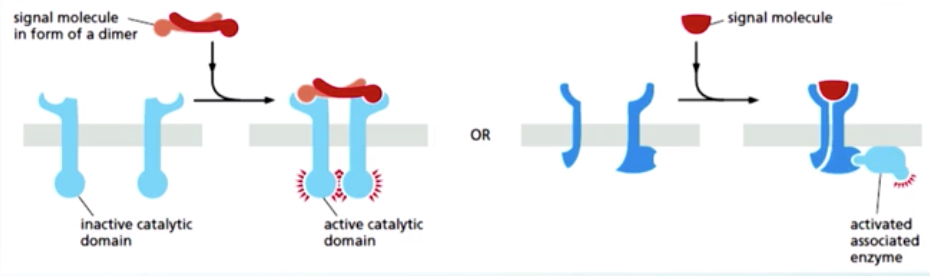 signal molecule
in form of a dimer
signal molecule
OR
inactive catalytic
domain
active catalytic
domain
activated
associated
enzyme